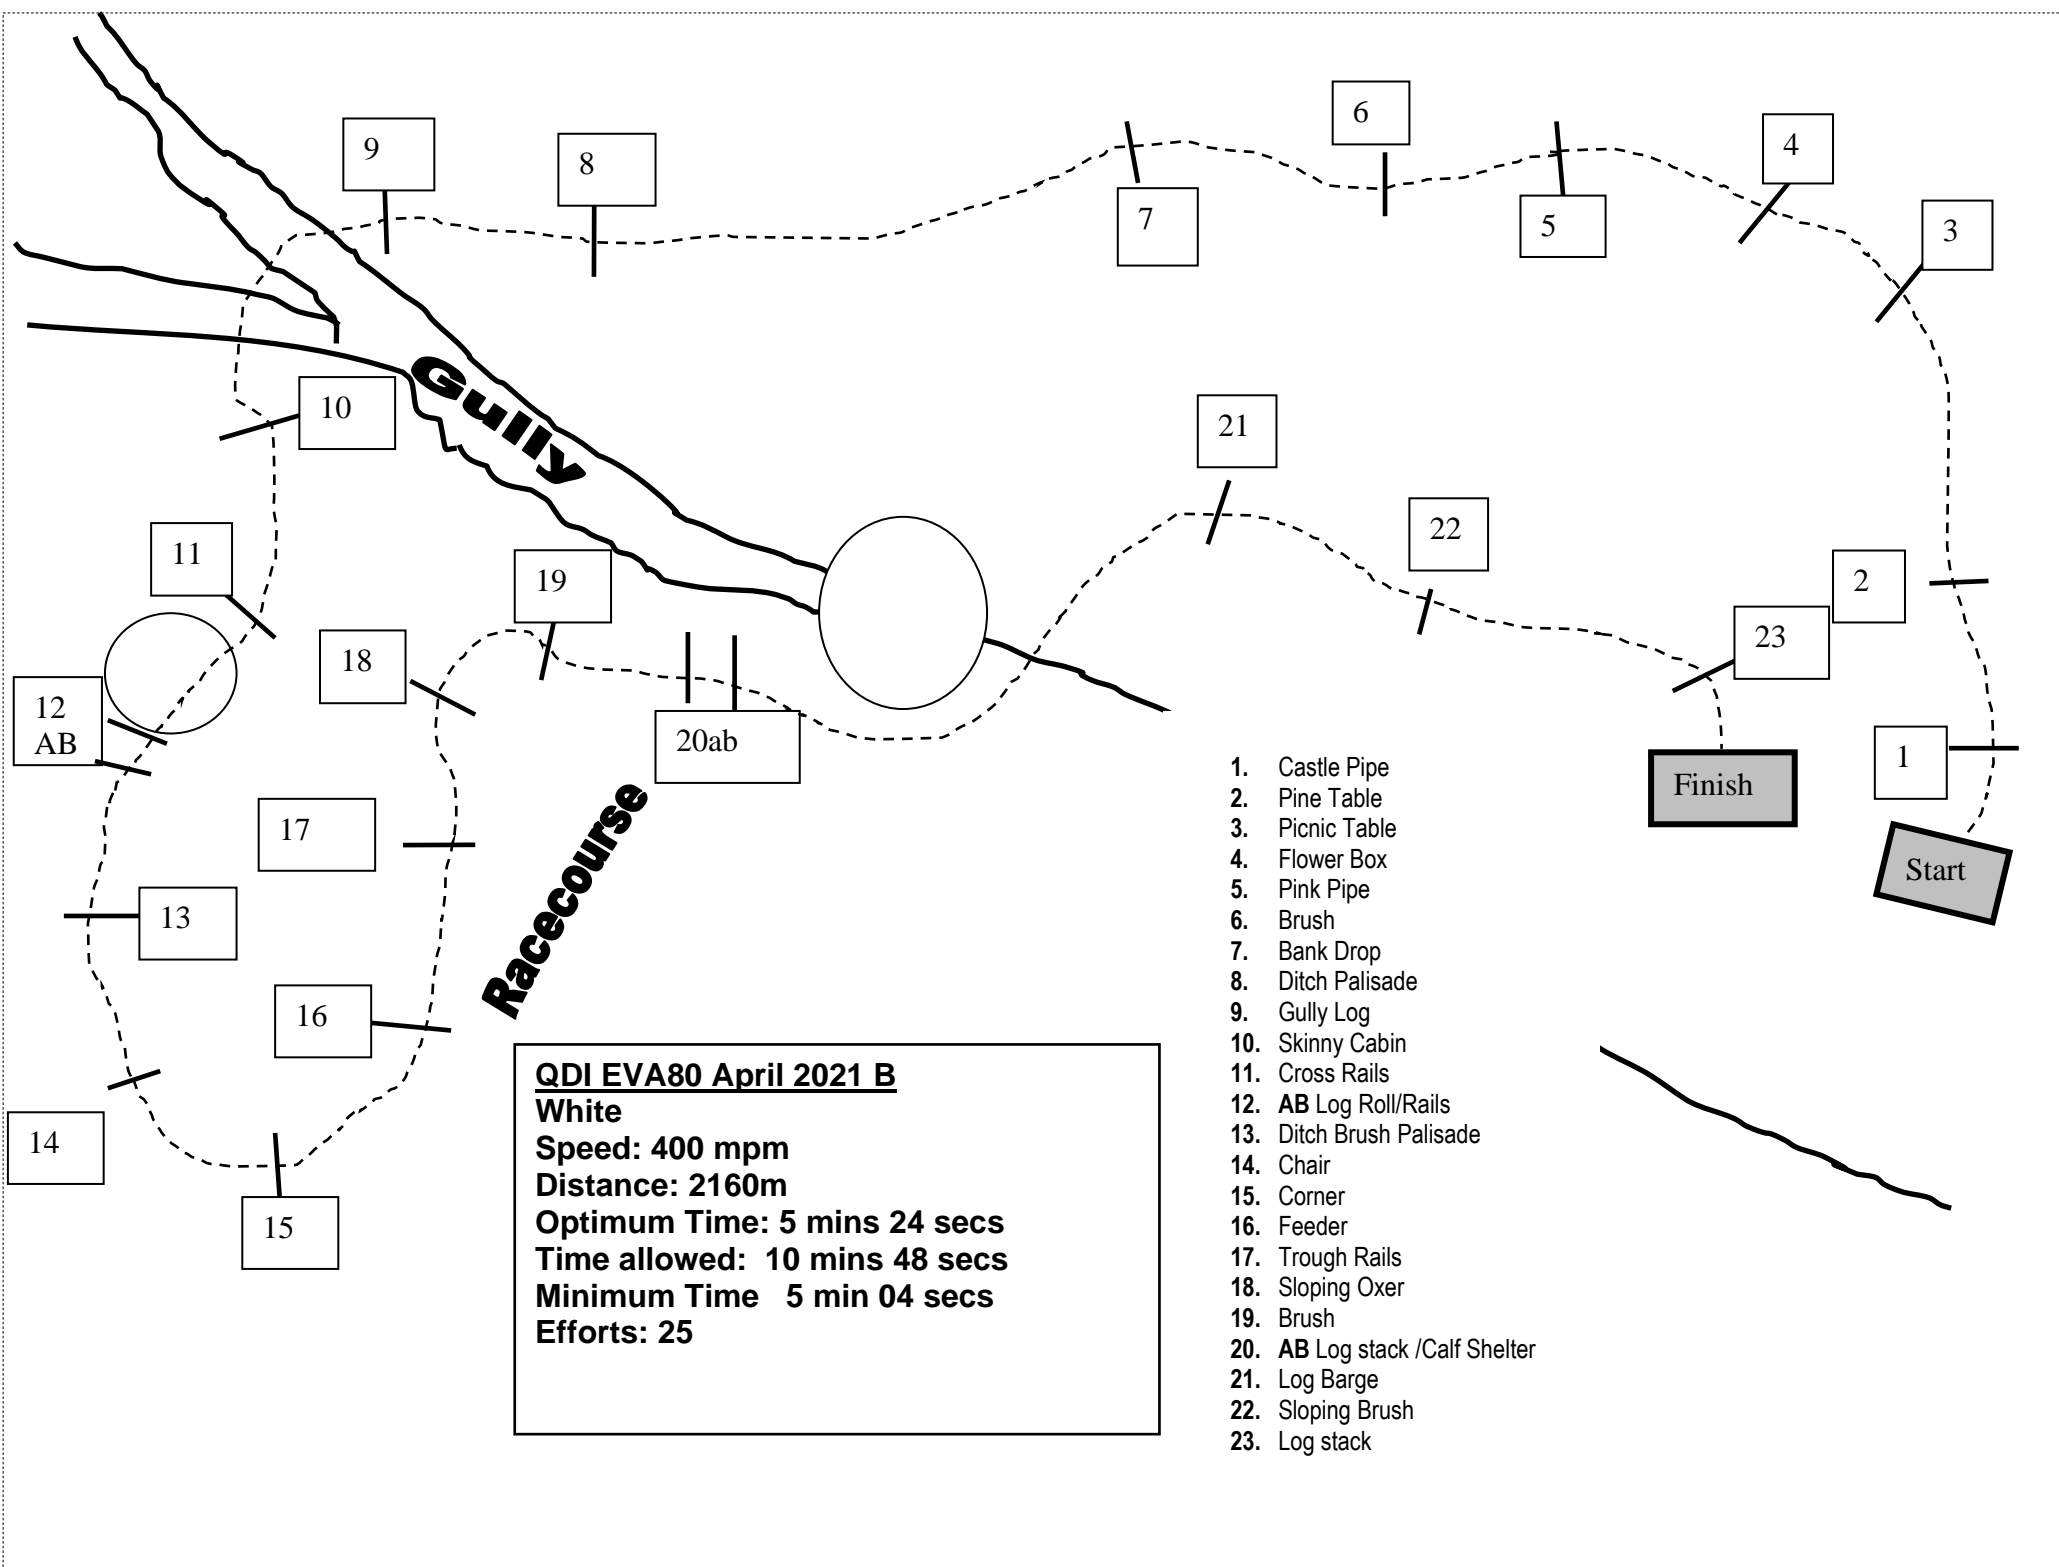 6
9
4
8
7
5
3
Gully
10
21
22
11
19
2
23
18
12
AB
20ab
1
Finish
17
Start
Racecourse
13
16
14
15
1. Castle Pipe
2. Pine Table
3. Picnic Table
4. Flower Box
5. Pink Pipe
6. Brush
7. Bank Drop
8. Ditch Palisade
9. Gully Log
10. Skinny Cabin
11. Cross Rails
12. AB Log Roll/Rails
13. Ditch Brush Palisade
14. Chair
15. Corner
16. Feeder
17. Trough Rails
18. Sloping Oxer
19. Brush
20. AB Log stack /Calf Shelter
21. Log Barge
22. Sloping Brush
23. Log stack
QDI EVA80 April 2021 B
White
Speed: 400 mpm
Distance: 2160m
Optimum Time: 5 mins 24 secs
Time allowed: 10 mins 48 secs
Minimum Time 5 min 04 secs
Efforts: 25